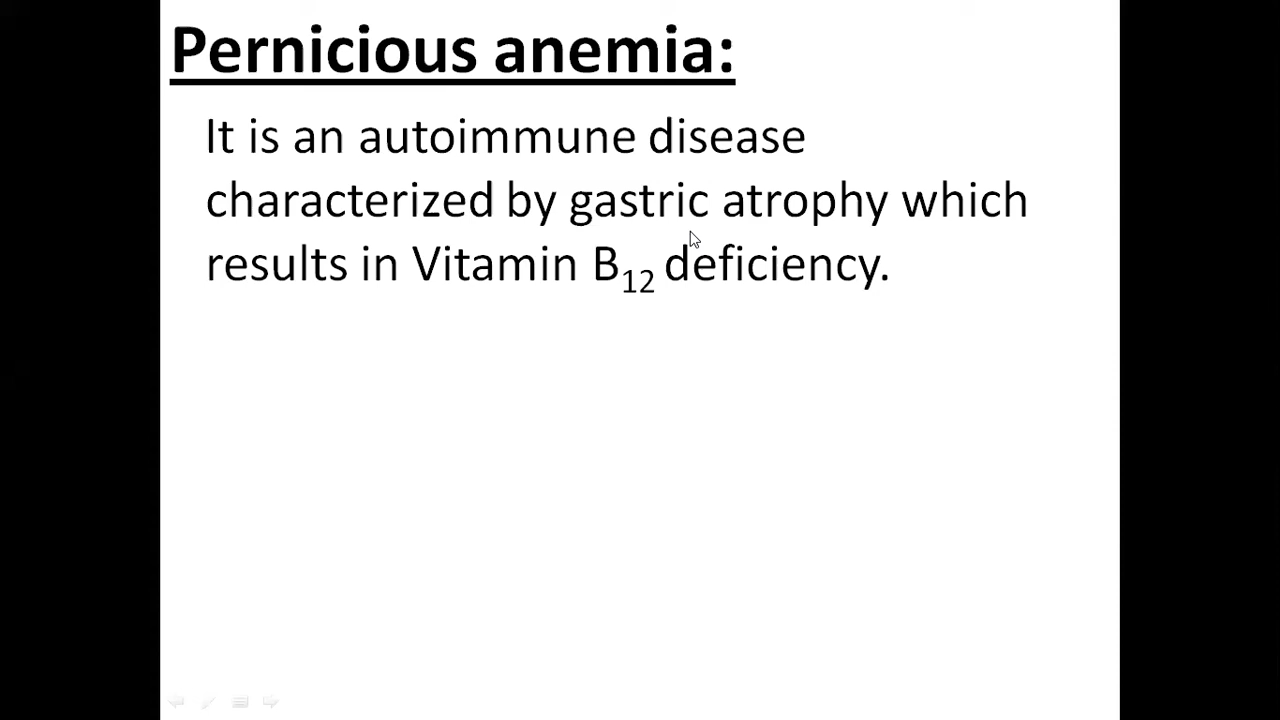 Pernicious anemia:
It is an autoimmune disease
characterized by gastric atrophy which
results in Vitamin B₁₂ deficiency.